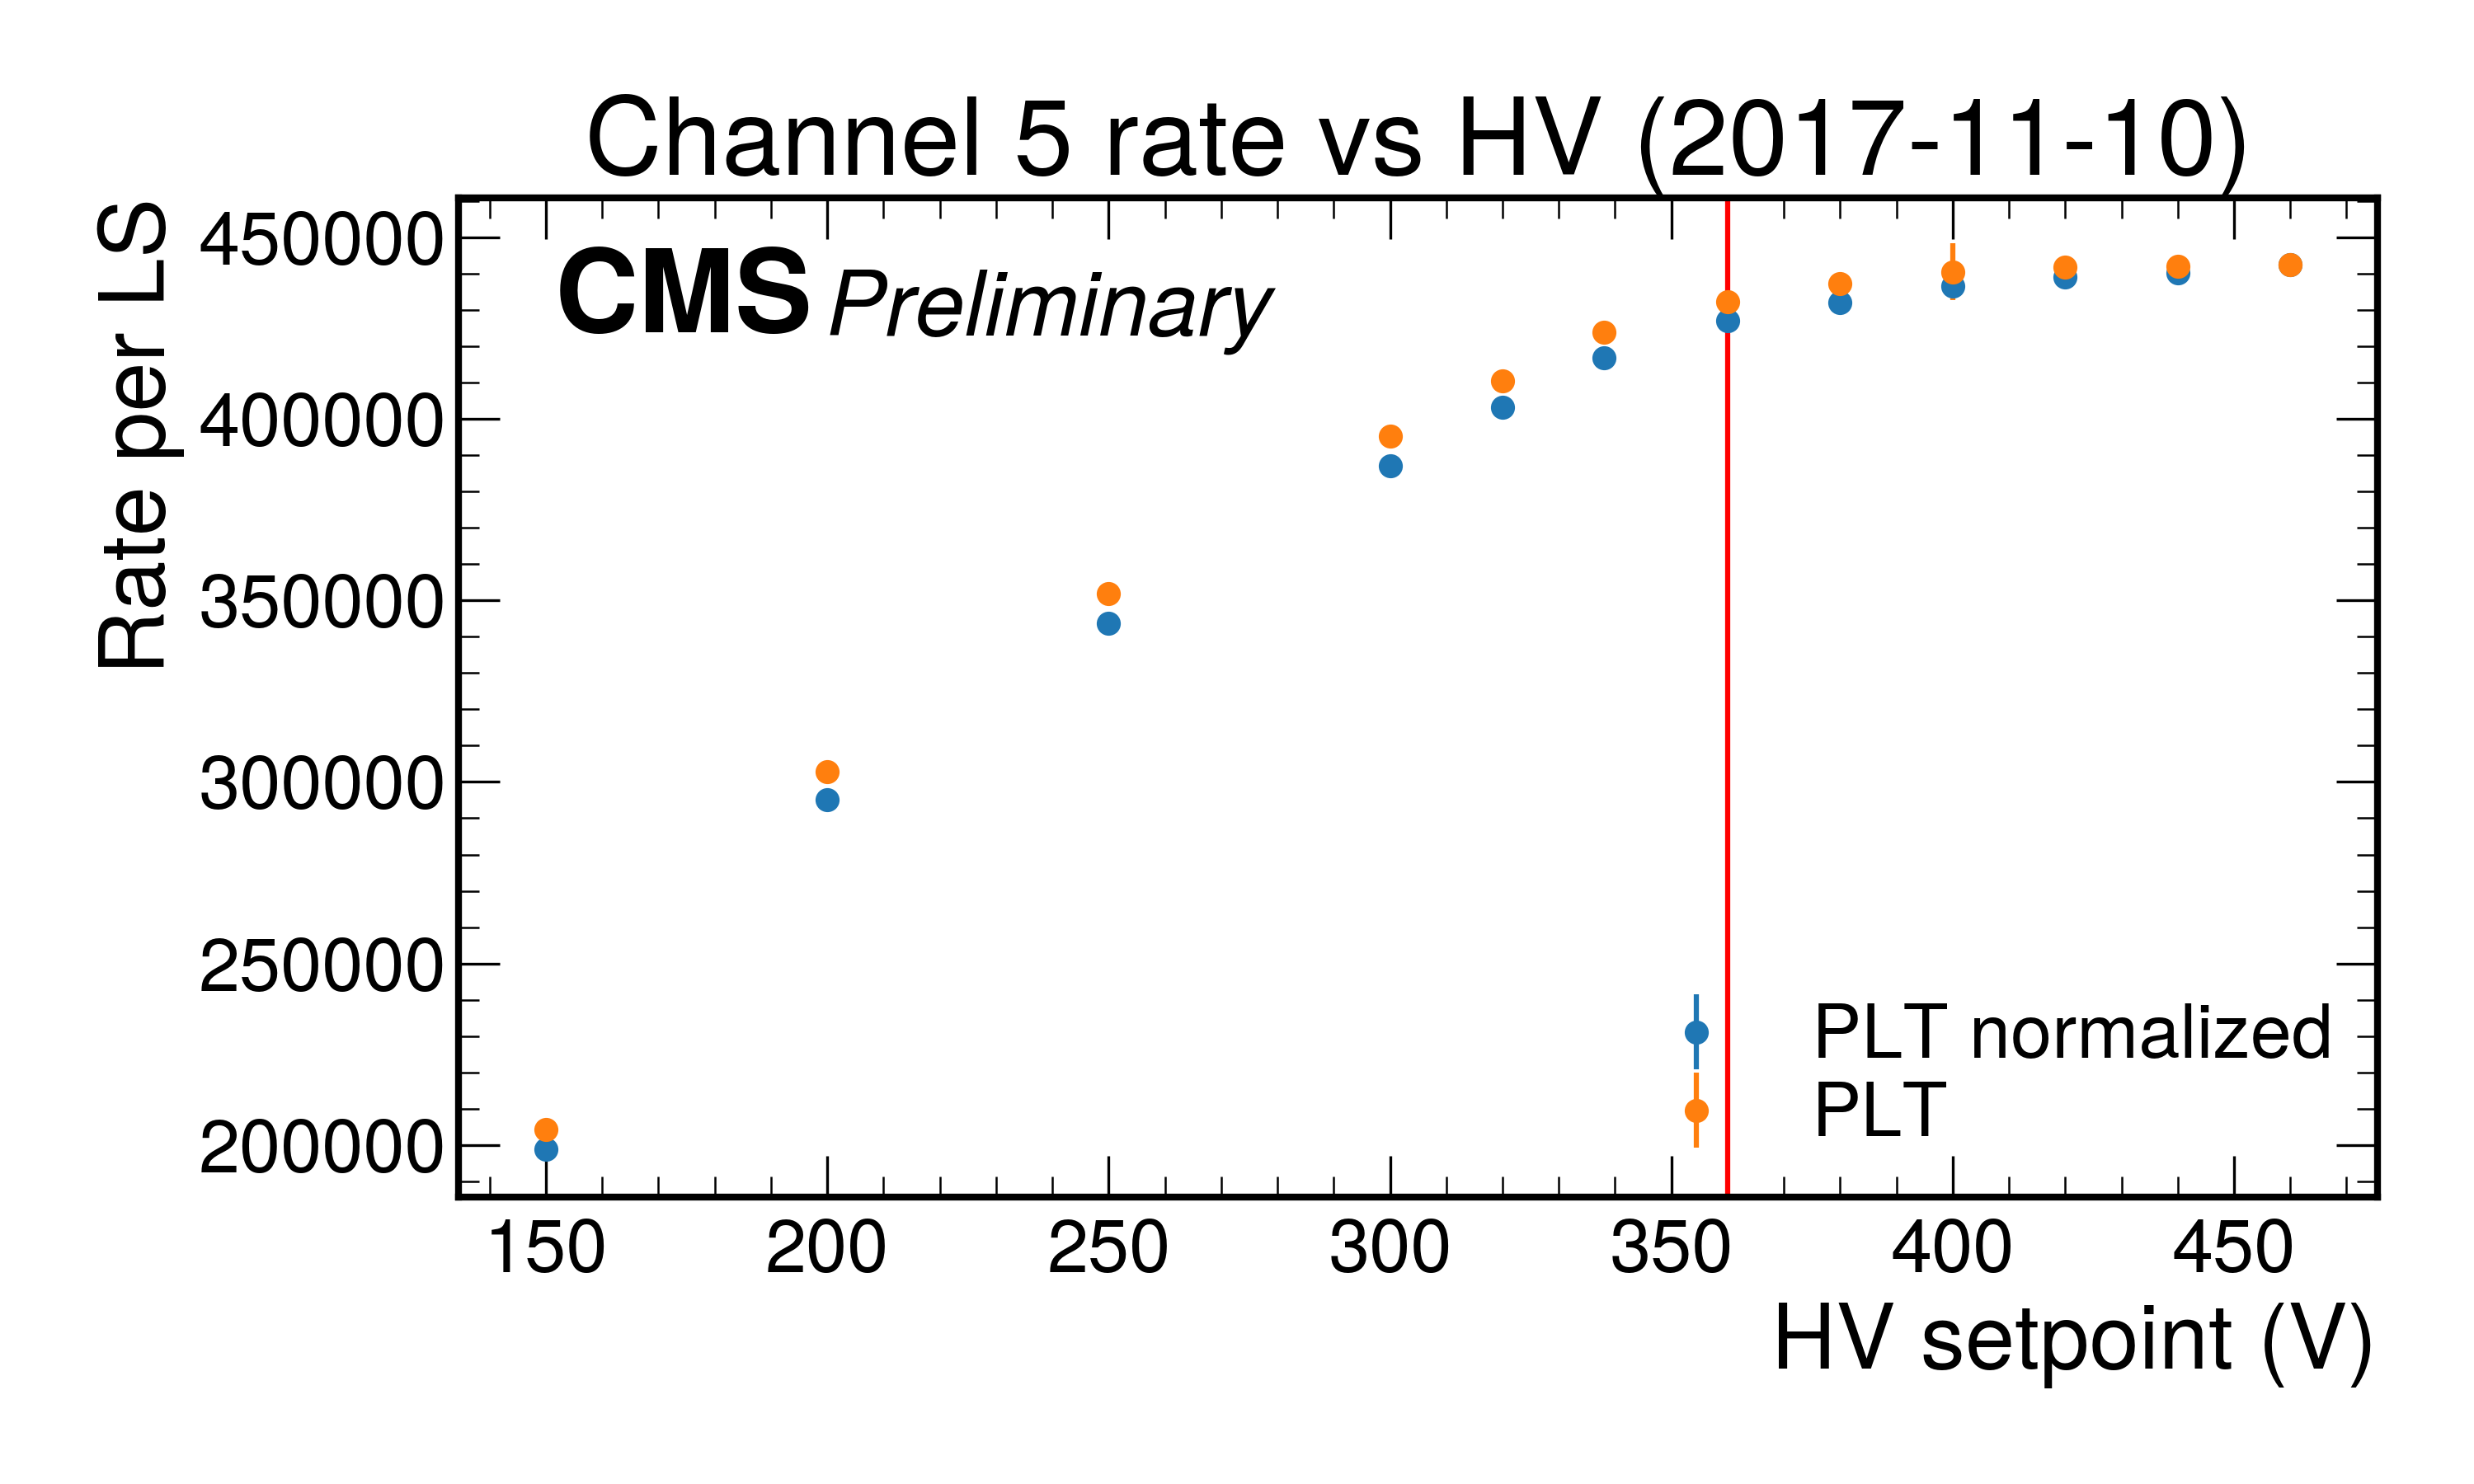 Channel 5 rate vs HV (2017-11-10)
CMS Preliminary
Rate per LS
450000
400000
350000
300000
250000
200000
PLT normalized
PLT
150 200 250 300 350 400 450
HV setpoint (V)